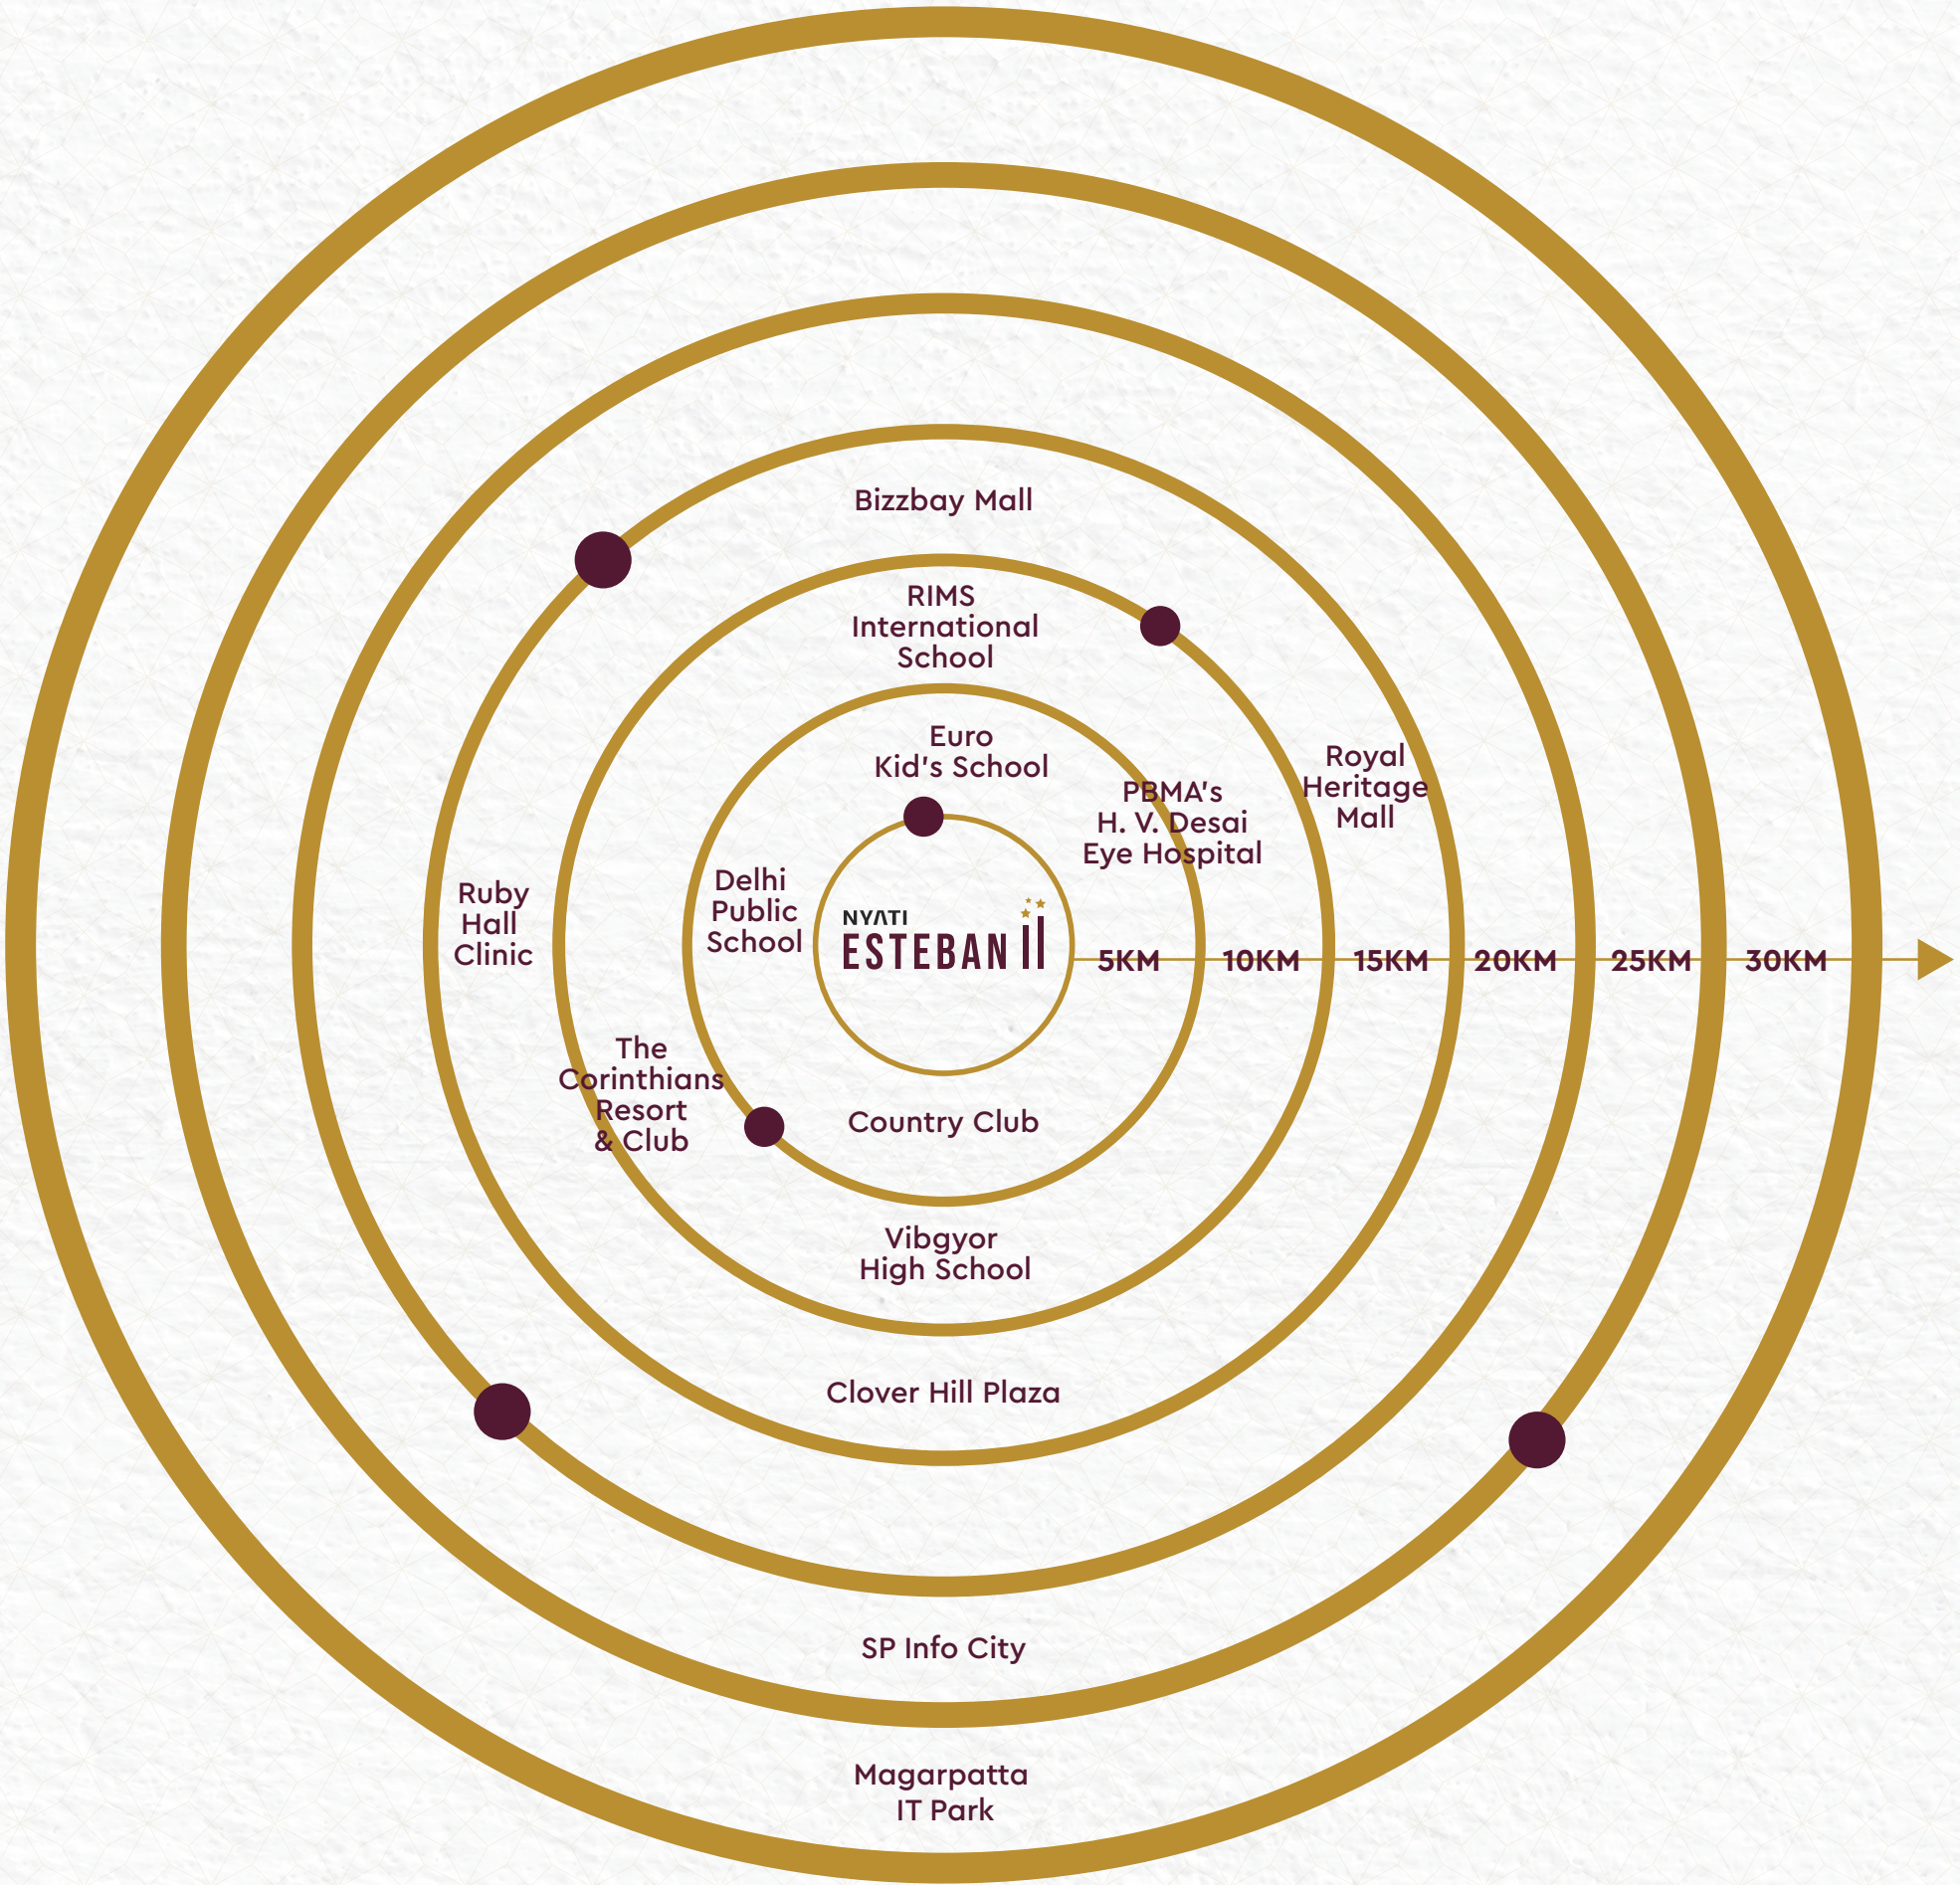 Bizzbay Mall
RIMS
International
School
Euro
Kid's School
PBMA's
H. V. Desai
Eye Hospital
Royal
Heritage
Mall
Ruby
Hall
Clinic
Delhi
Public
School
NYATI
ESTEBAN II
5KM
10KM
15KM
20KM
25KM
30KM
The
Corinthians
Resort
& Club
Country Club
Vibgyor
High School
Clover Hill Plaza
SP Info City
Magarpatta
IT Park